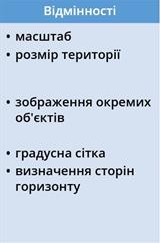 Відмінності
• масштаб
• розмір території
• зображення окремих
об'єктів
• градусна сітка
• визначення сторін
горизонту